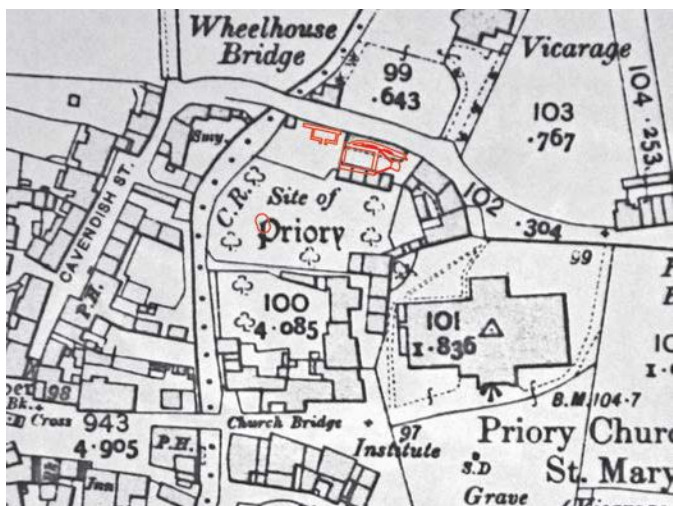 Wheelhouse
Bridge
Vicarage
99
.643
103
.767
104
.253
Smy.
CAVENDISH ST.
C.R.
Site of
Priory
102
.304
99
P.H.
100
4.085
101
1.836
B.M.104.7
198
Bk.
Cross
943
4.905
P.H.
Church Bridge
97
Institute
Priory Churc
St. Mary
S.D
Grave
Inn